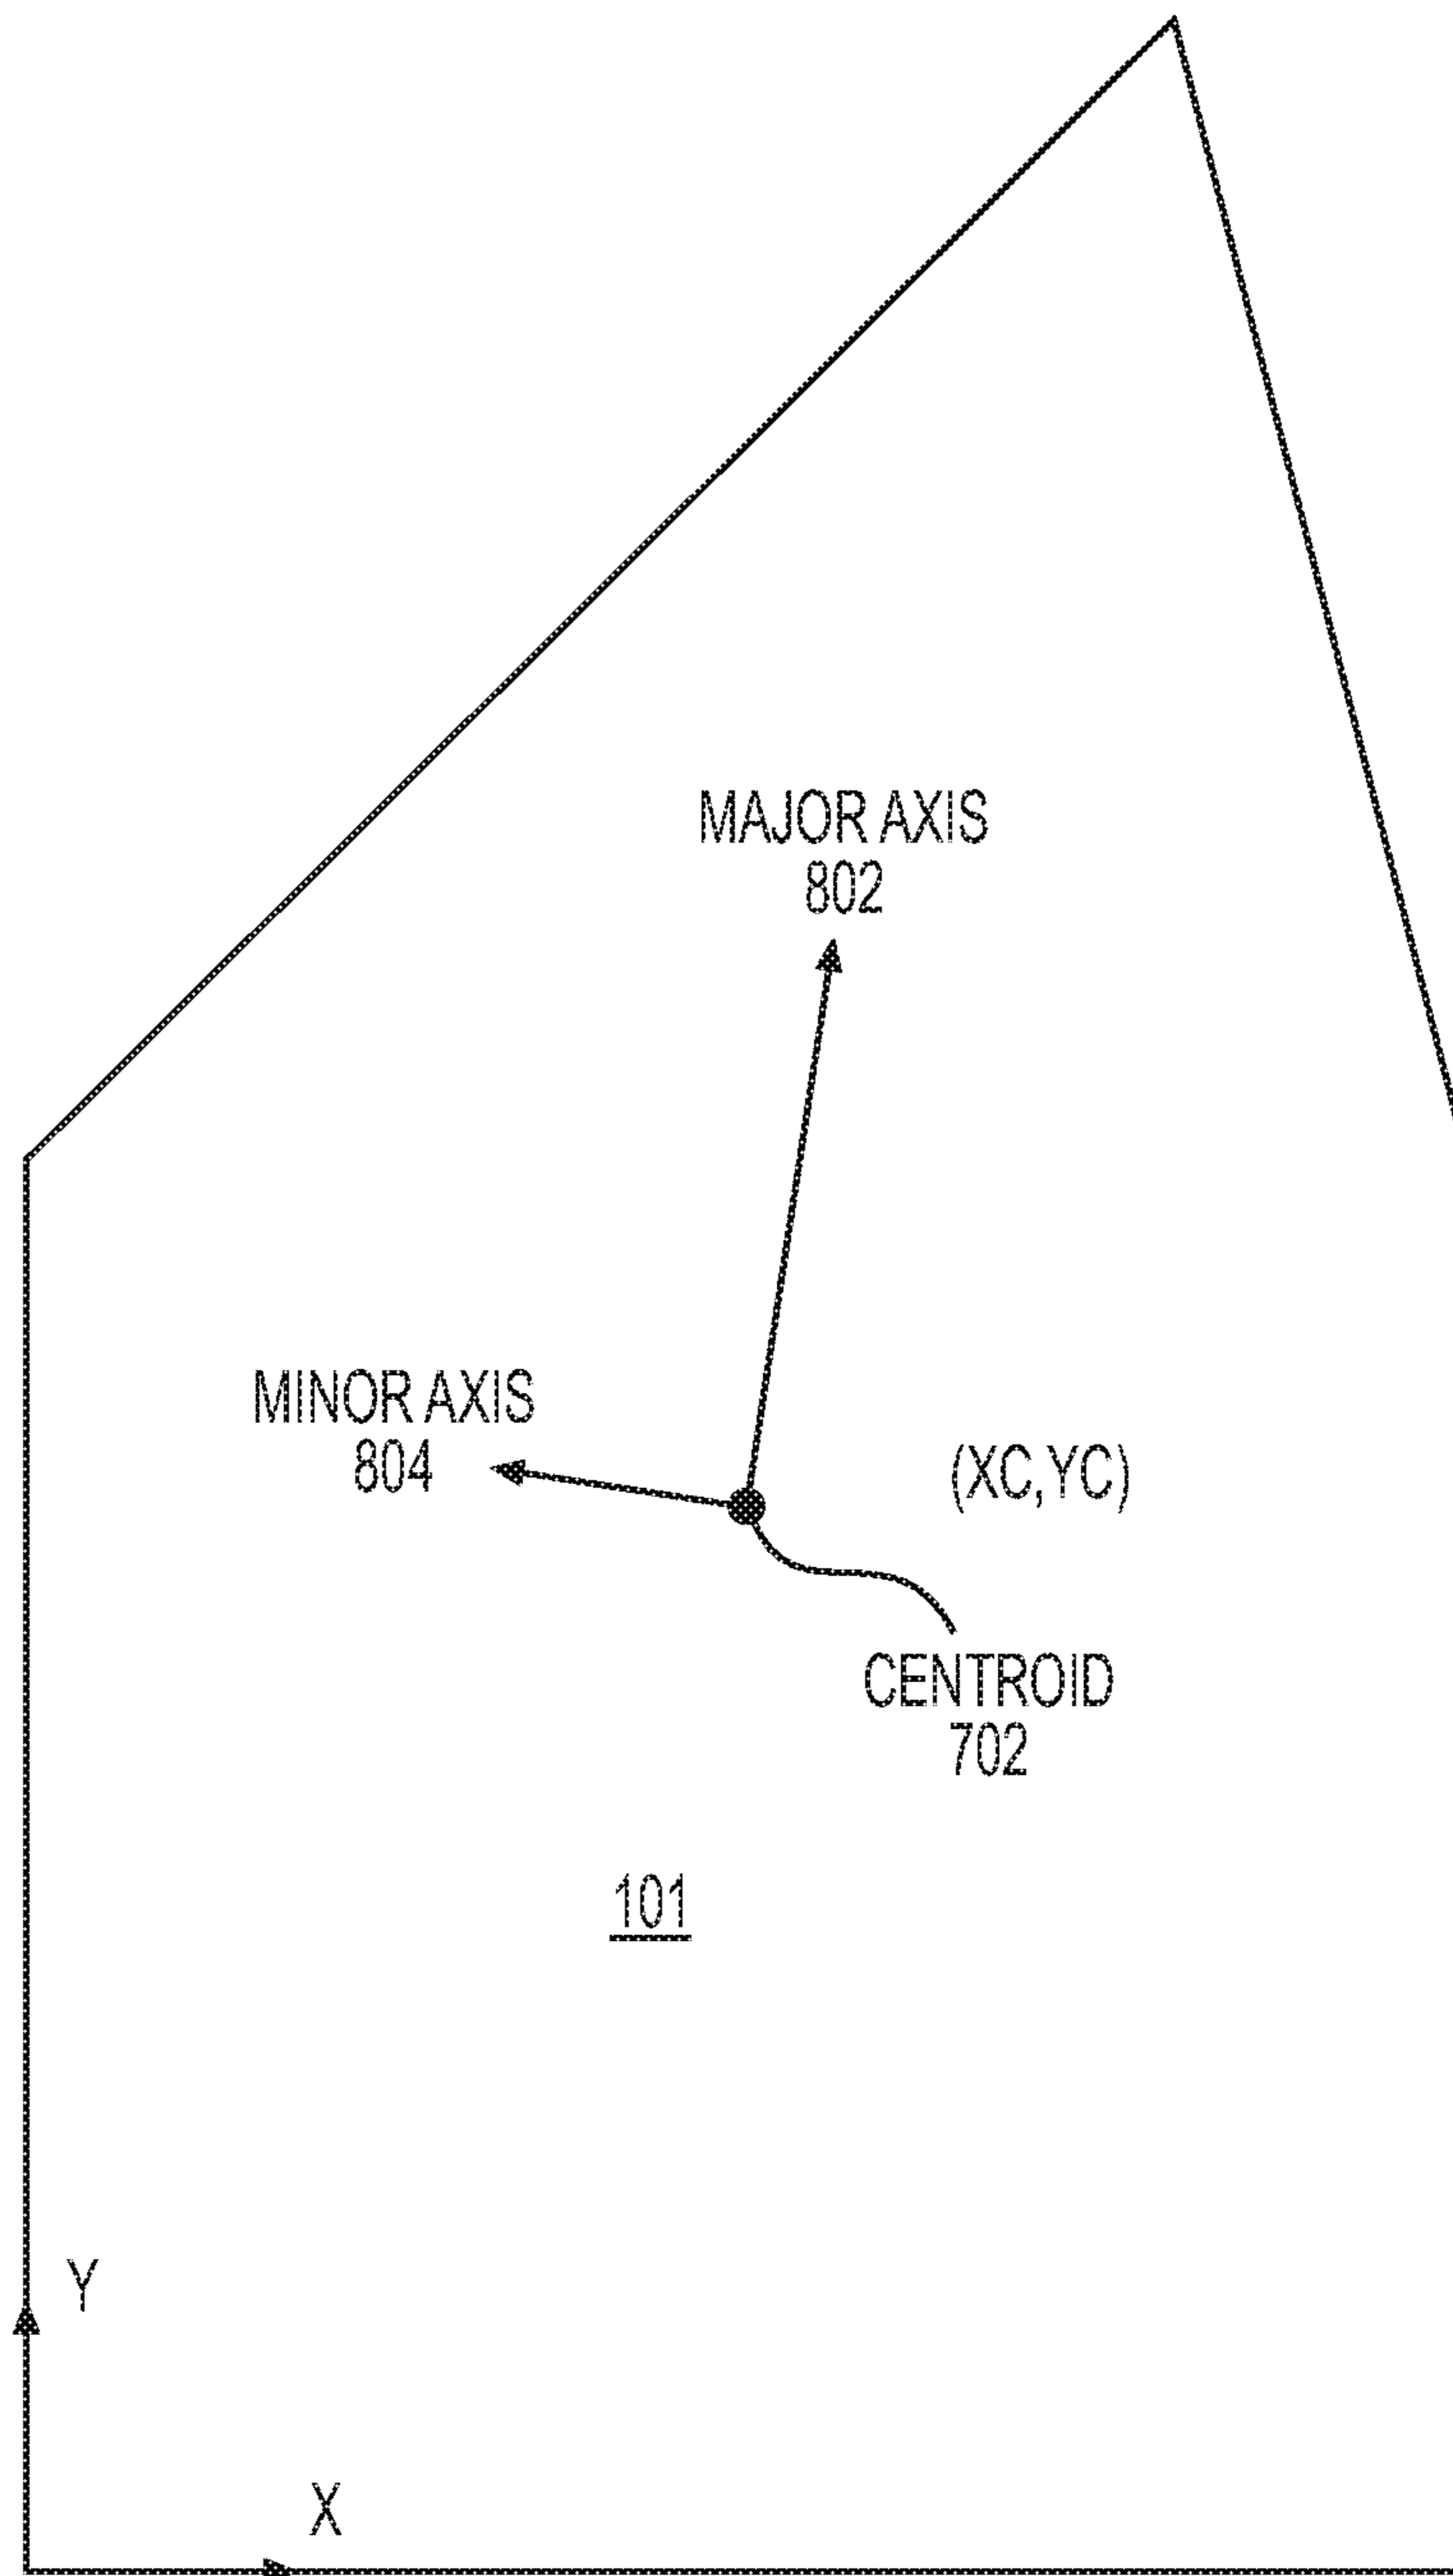 MAJOR AXIS
802
MINOR AXIS
804
(XC,YC)
CENTROID
702
101
Y
X